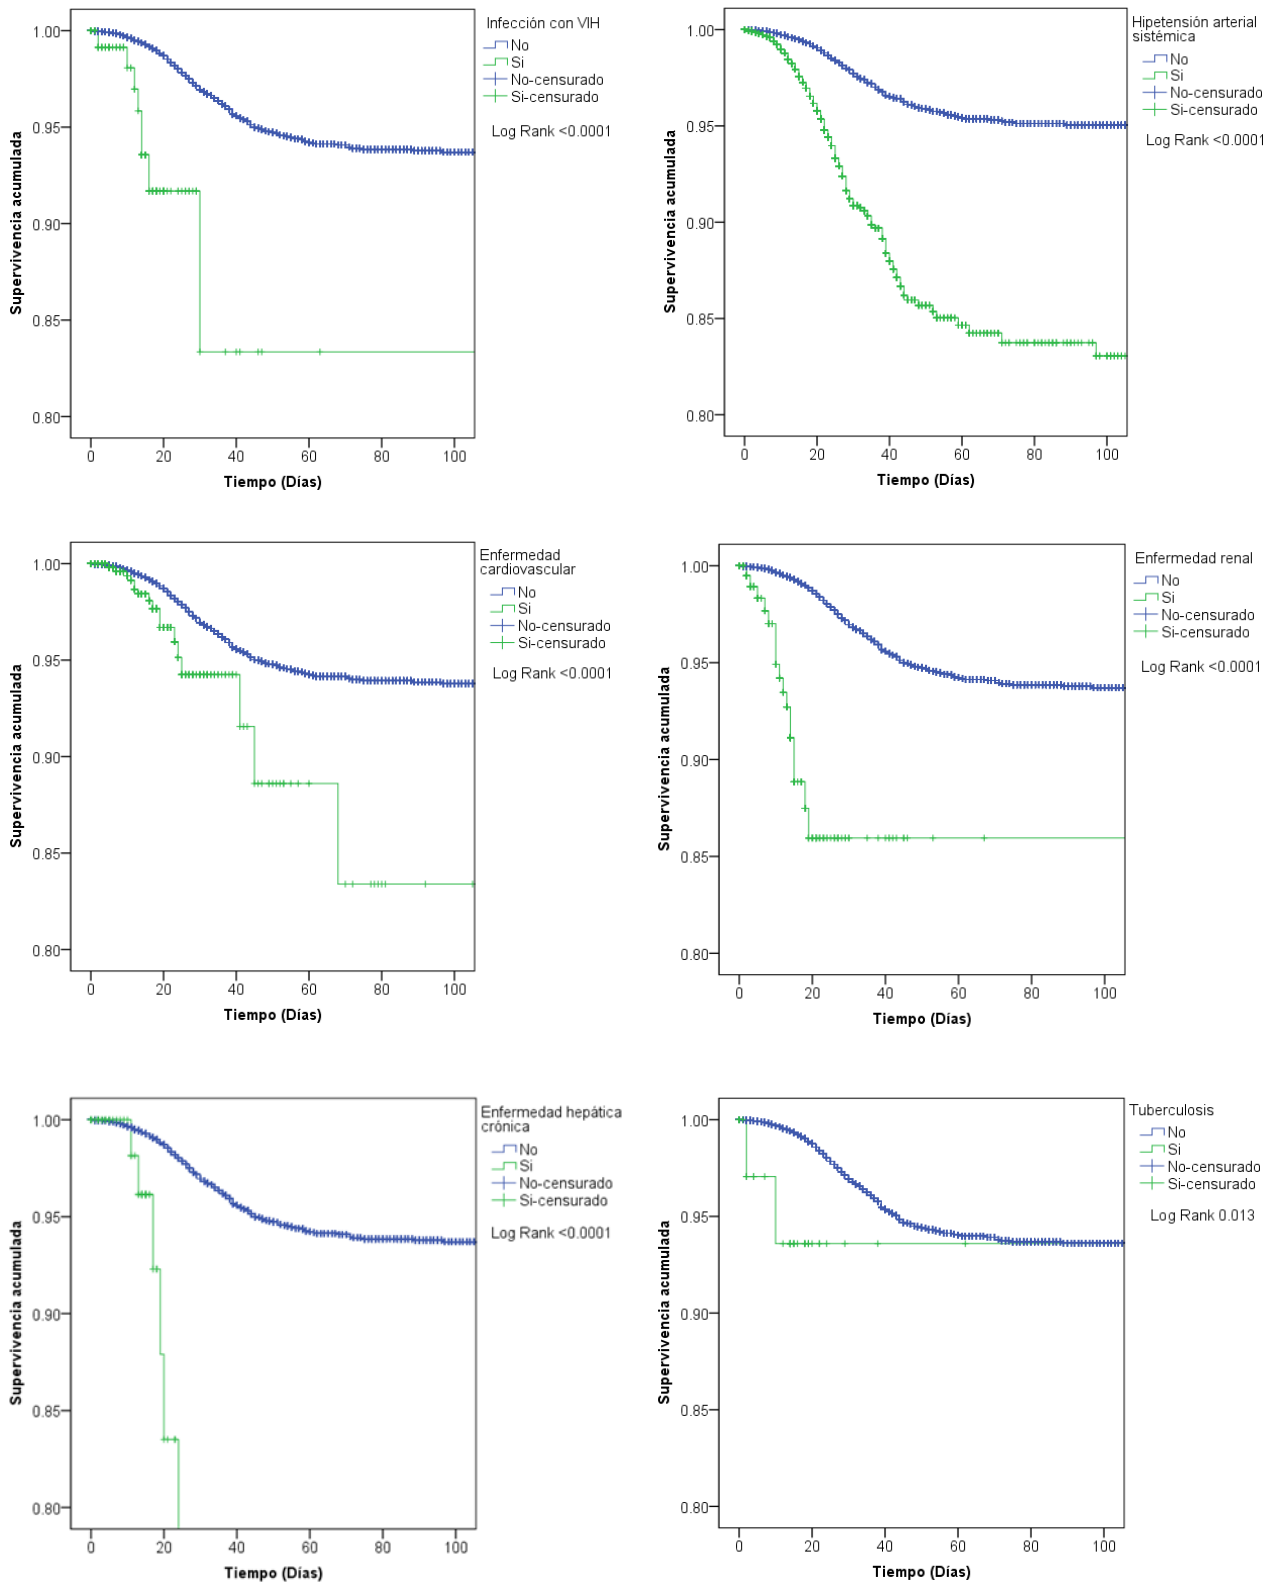 Infección con VIH
No
Si
No-censurado
Si-censurado
Log Rank <0.0001
1.00
0.95
0.90
0.85
0.80
Supervivencia acumulada
0 20 40 60 80 100
Tiempo (Días)
Hipetensión arterial
sistémica
No
Si
No-censurado
Si-censurado
Log Rank <0.0001
1.00
0.95
0.90
0.85
0.80
Supervivencia acumulada
0 20 40 60 80 100
Tiempo (Días)
Enfermedad
cardiovascular
No
Si
No-censurado
Si-censurado
Log Rank <0.0001
1.00
0.95
0.90
0.85
0.80
Supervivencia acumulada
0 20 40 60 80 100
Tiempo (Días)
Enfermedad renal
No
Si
No-censurado
Si-censurado
Log Rank <0.0001
1.00
0.95
0.90
0.85
0.80
Supervivencia acumulada
0 20 40 60 80 100
Tiempo (Días)
Enfermedad hepática
crónica
No
Si
No-censurado
Si-censurado
Log Rank <0.0001
1.00
0.95
0.90
0.85
0.80
Supervivencia acumulada
0 20 40 60 80 100
Tiempo (Días)
Tuberculosis
No
Si
No-censurado
Si-censurado
Log Rank 0.013
1.00
0.95
0.90
0.85
0.80
Supervivencia acumulada
0 20 40 60 80 100
Tiempo (Días)